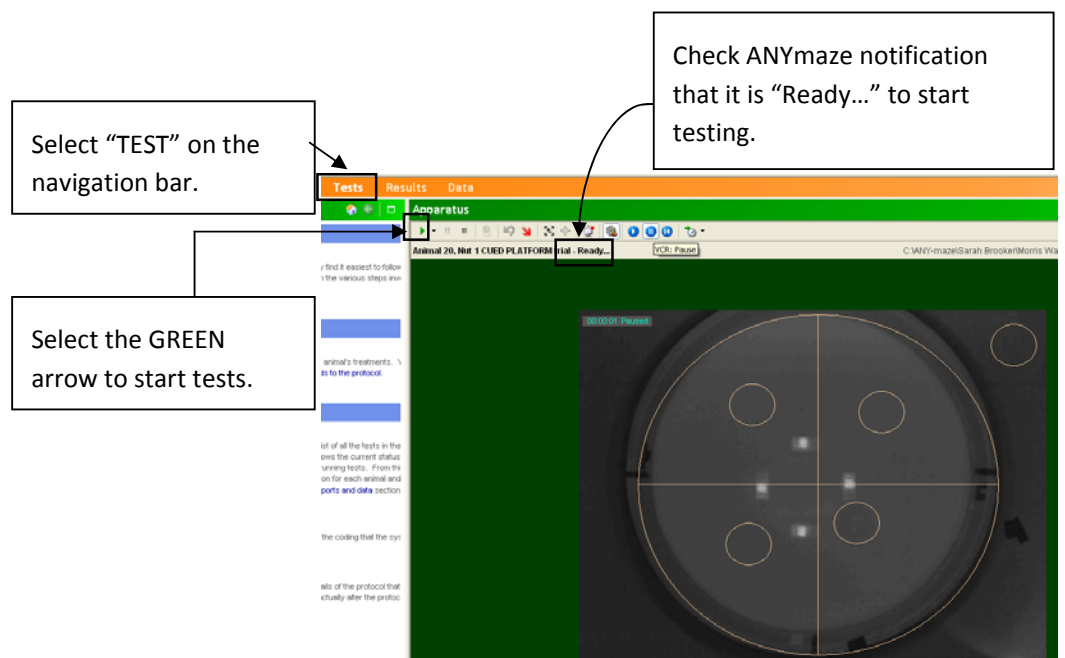 Check ANYmaze notification
that it is “Ready…” to start
testing.
Select “TEST” on the
navigation bar.
Tests Results Data
Apparatus
Animal 20, Nut 1 CUED PLATFORM trial - Ready...
VCR: Pause
C:\ANY-maze\Sarah Brooker\Morris Wa
y find it easiest to follow
the various steps inv
00:00:01 Paused
Select the GREEN
arrow to start tests.
animal's treatments.
ds to the protocol.
ist of all the tests in the
ows the current status
unning tests. From thi
on for each animal and
ports and data section
the coding that the sys
ails of the protocol that
ctually alter the protoc